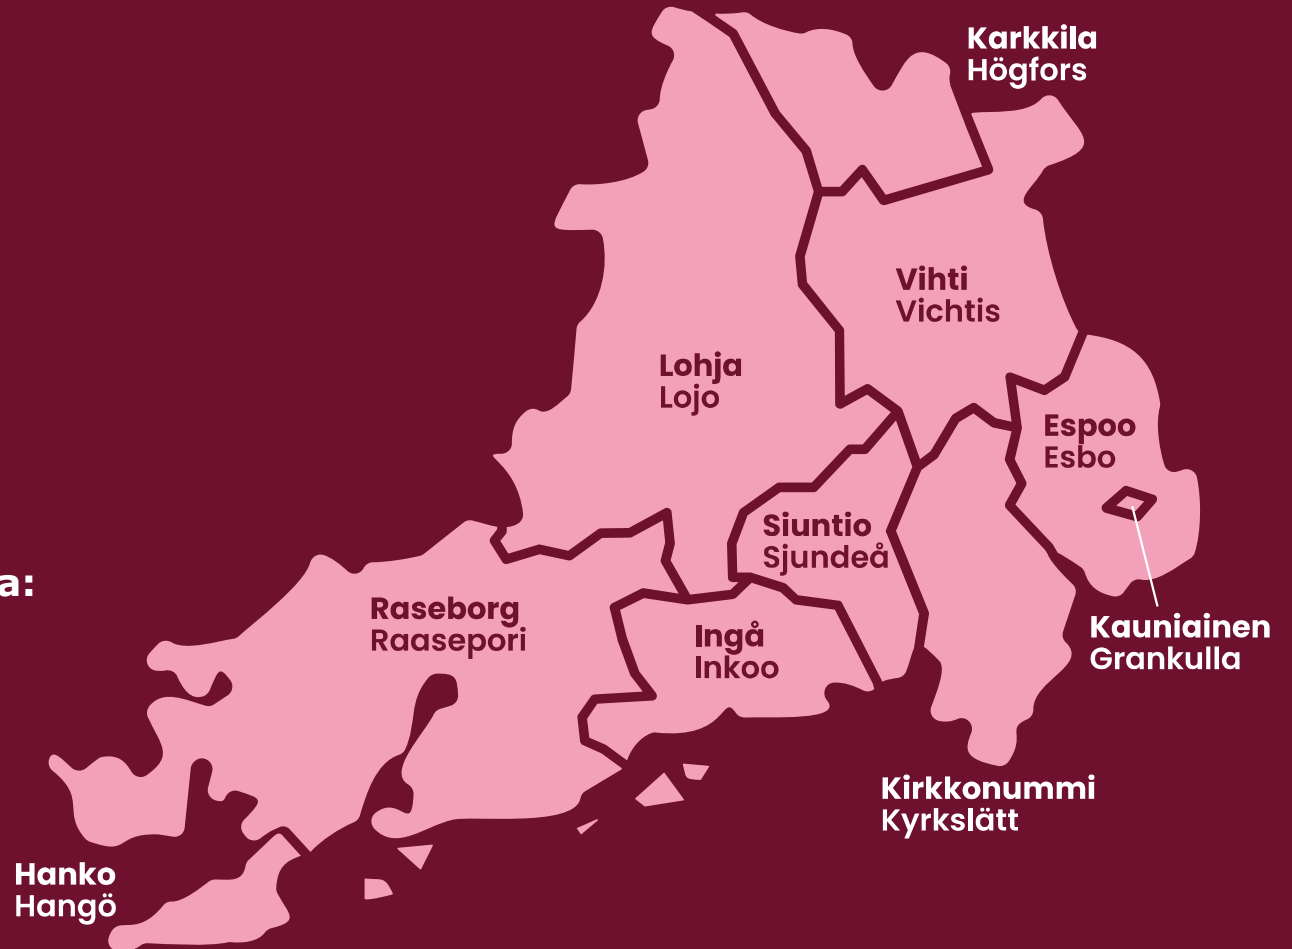 Karkkila
Högfors
Vihti
Vichtis
Lohja
Lojo
Espoo
Esbo
Siuntio
Sjundeå
a:
Raseborg
Raasepori
Ingå
Inkoo
Kauniainen
Grankulla
Kirkkonummi
Kyrkslätt
Hanko
Hangö